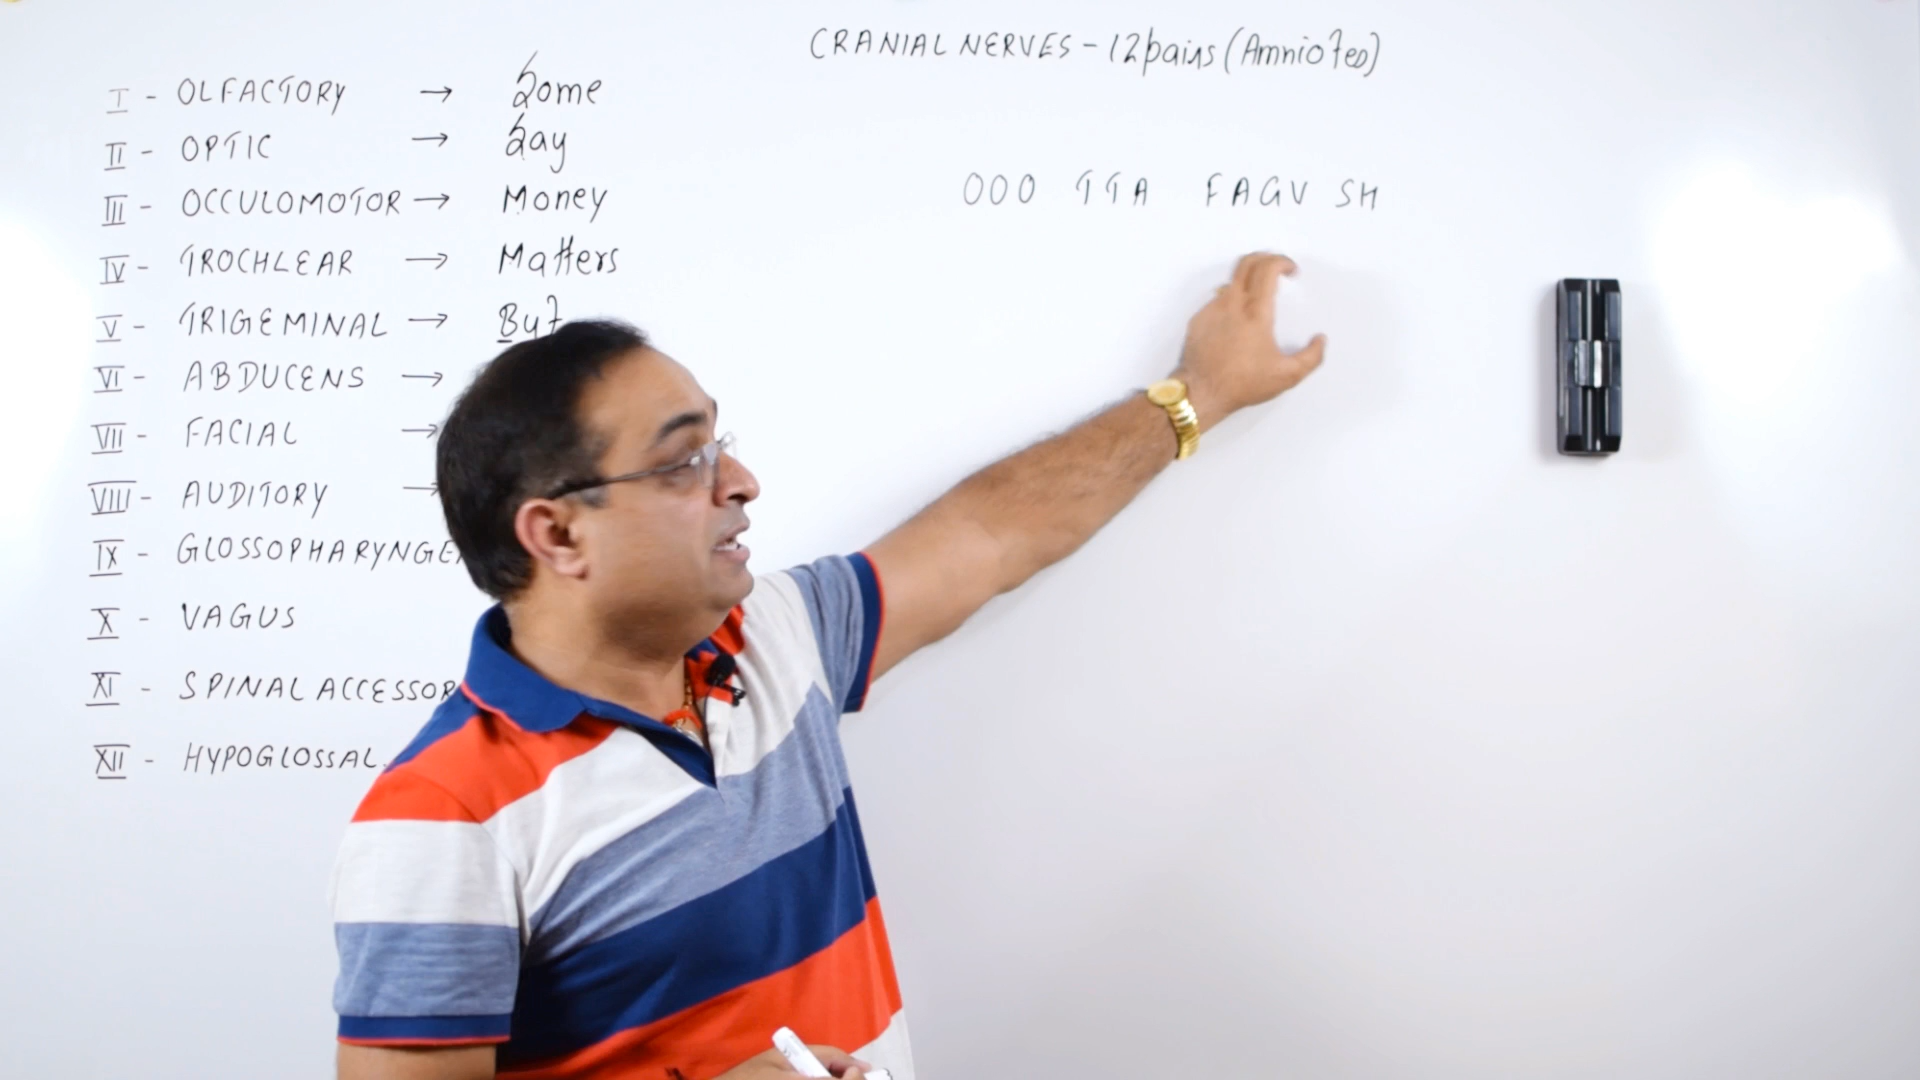 CRANIAL NERVES - 12 pairs (Amniotes)
I - OLFACTORY → Some
II - OPTIC → Say
III - OCCULOMOTOR → Money
IV - TROCHLEAR → Matters
V - TRIGEMINAL → But
VI - ABDUCENS →
VII - FACIAL →
VIII - AUDITORY →
IX - GLOSSOPHARYNGE
X - VAGUS
XI - SPINAL ACCESSOR
XII - HYPOGLOSSAL.
OOO TTA FAGV SH